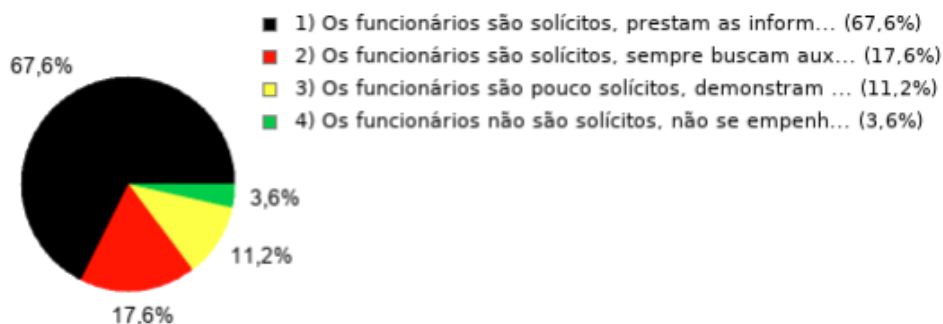 1) Os funcionários são solícitos, prestam as inform... (67,6%)
2) Os funcionários são solícitos, sempre buscam aux... (17,6%)
3) Os funcionários são pouco solícitos, demonstram ... (11,2%)
4) Os funcionários não são solícitos, não se empenh... (3,6%)
67,6%
3,6%
11,2%
17,6%